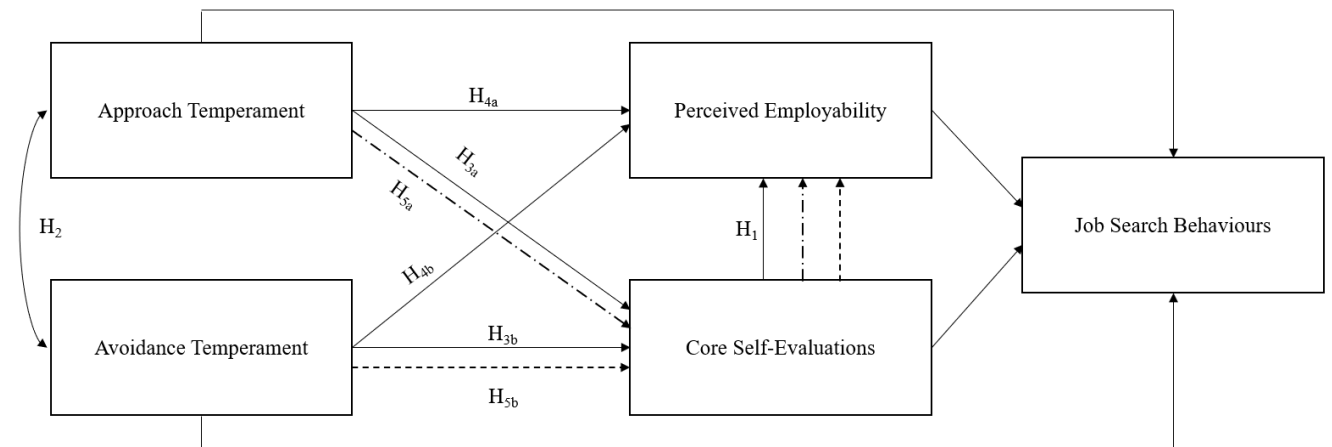 Approach Temperament
Perceived Employability
Job Search Behaviours
Avoidance Temperament
Core Self-Evaluations
H4a
H3a
H5a
H2
H1
H4b
H3b
H5b